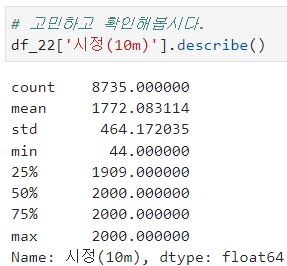 # 고민하고 확인해봅시다.
df_22['시정(10m)'].describe()
count    8735.000000
mean     1772.083114
std       464.172035
min        44.000000
25%      1909.000000
50%      2000.000000
75%      2000.000000
max      2000.000000
Name: 시정(10m), dtype: float64